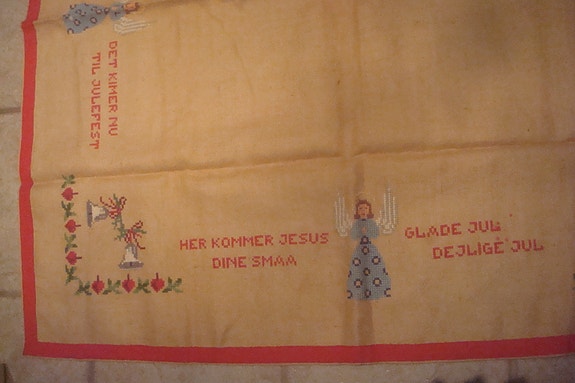 DET KIMER NU
TIL JULEFEST
HER KOMMER JESUS
DINE SMAA
GLADE JUL
DEJLIGE JUL